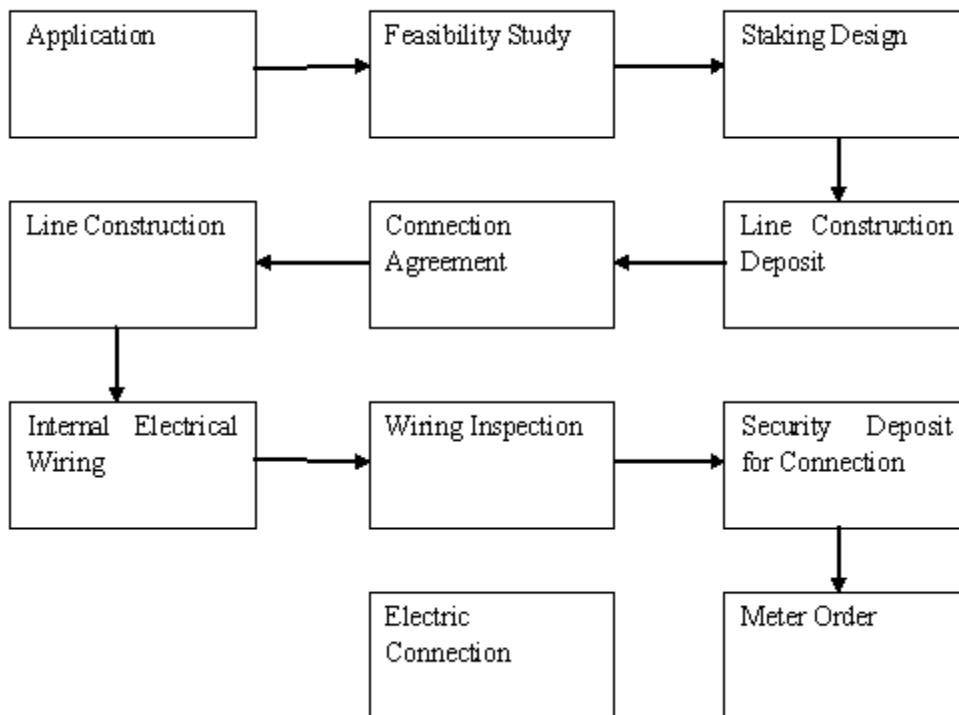 Application
Feasibility Study
Staking Design
Line Construction
Connection
Agreement
Line Construction
Deposit
Internal Electrical
Wiring
Wiring Inspection
Security Deposit
for Connection
Electric
Connection
Meter Order